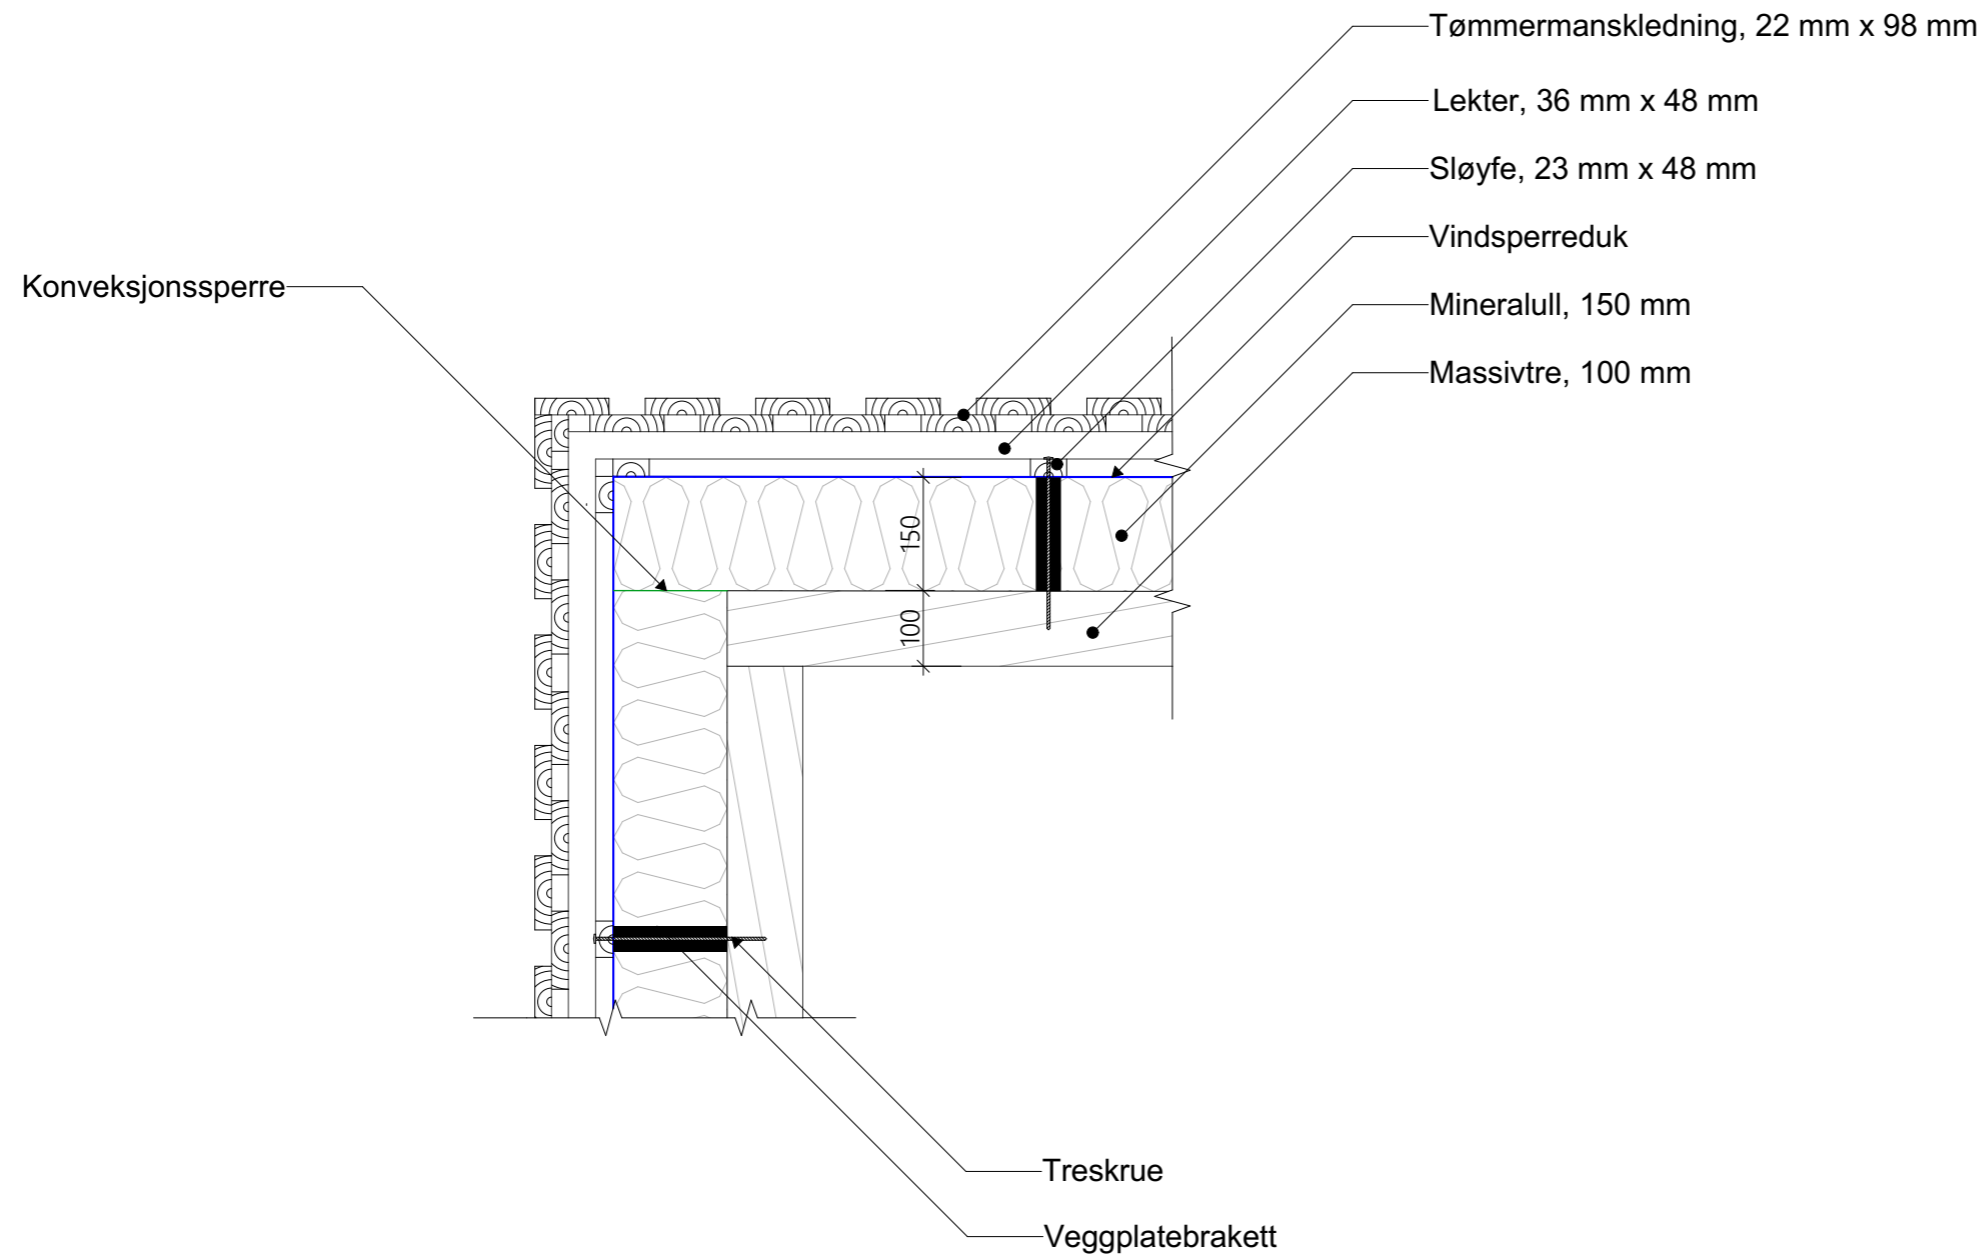 Tømmermanskledning, 22 mm x 98 mm
Lekter, 36 mm x 48 mm
Sløyfe, 23 mm x 48 mm
Vindsperreduk
Konveksjonssperre
Mineralull, 150 mm
Massivtre, 100 mm
150
100
Treskrue
Veggplatebrakett